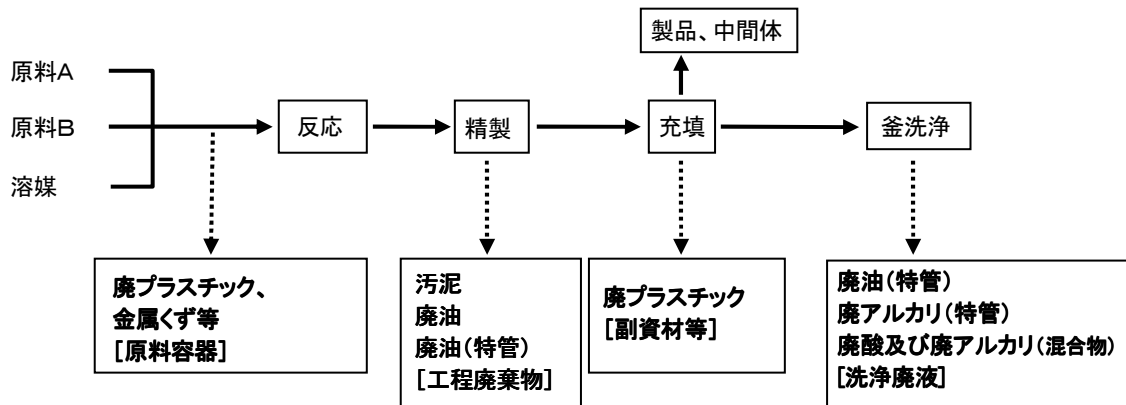 製品、中間体
原料A
原料B
溶媒
反応
精製
充填
釜洗浄
廃プラスチック、
金属くず等
[原料容器]
汚泥
廃油
廃油(特管)
[工程廃棄物]
廃プラスチック
[副資材等]
廃油(特管)
廃アルカリ(特管)
廃酸及び廃アルカリ(混合物)
[洗浄廃液]